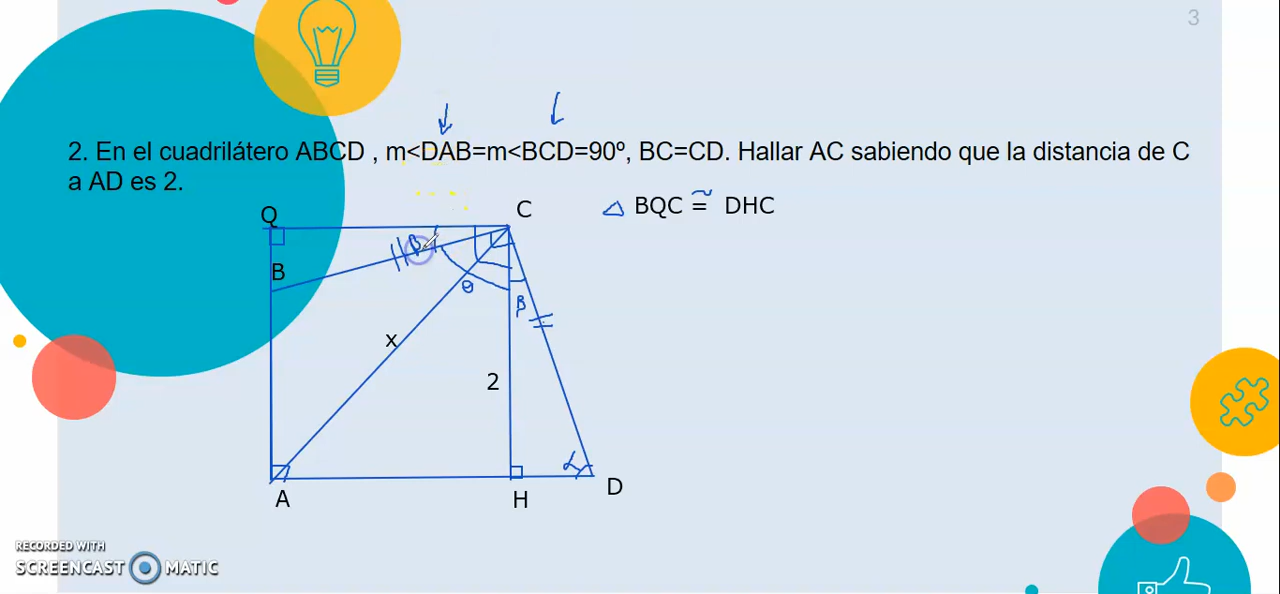 3
2. En el cuadrilátero ABCD , m<DAB=m<BCD=90º, BC=CD. Hallar AC sabiendo que la distancia de C
a AD es 2.
△ BQC ≅ DHC
Q
C
B
β
θ
β
x
2
α
A
H
D
RECORDED WITH
SCREENCAST MATIC